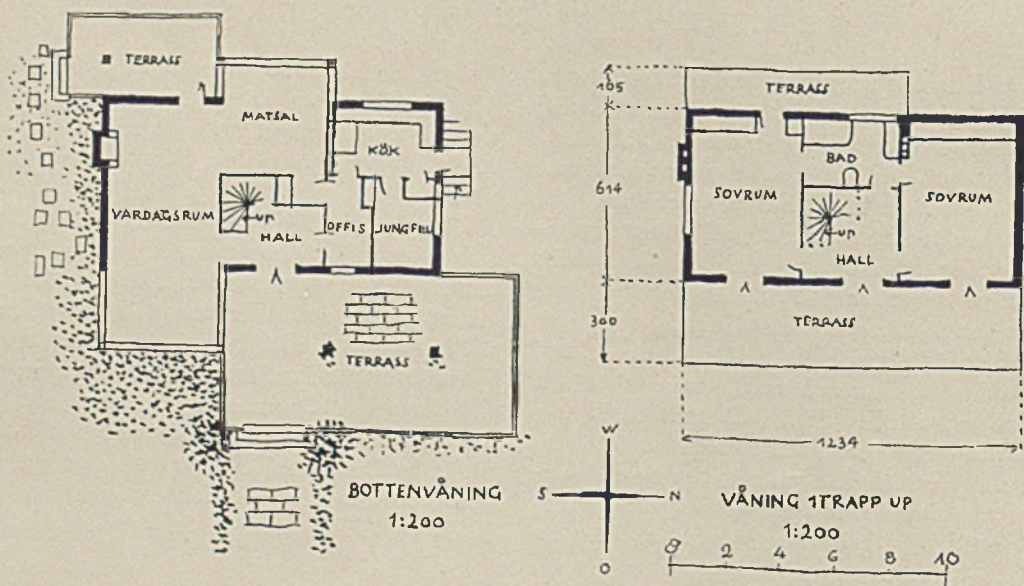 TERRASS
MATSAL
KÖK
VARDAGSRUM
UP
HALL
OFFIS
JUNGFRU
TERRASS
BOTTENVÅNING
1:200
105
TERRASS
614
SOVRUM
BAD
SOVRUM
UP
HALL
300
TERRASS
1234
W
S
N
O
VÅNING 1TRAPP UP
1:200
0 2 4 6 8 10